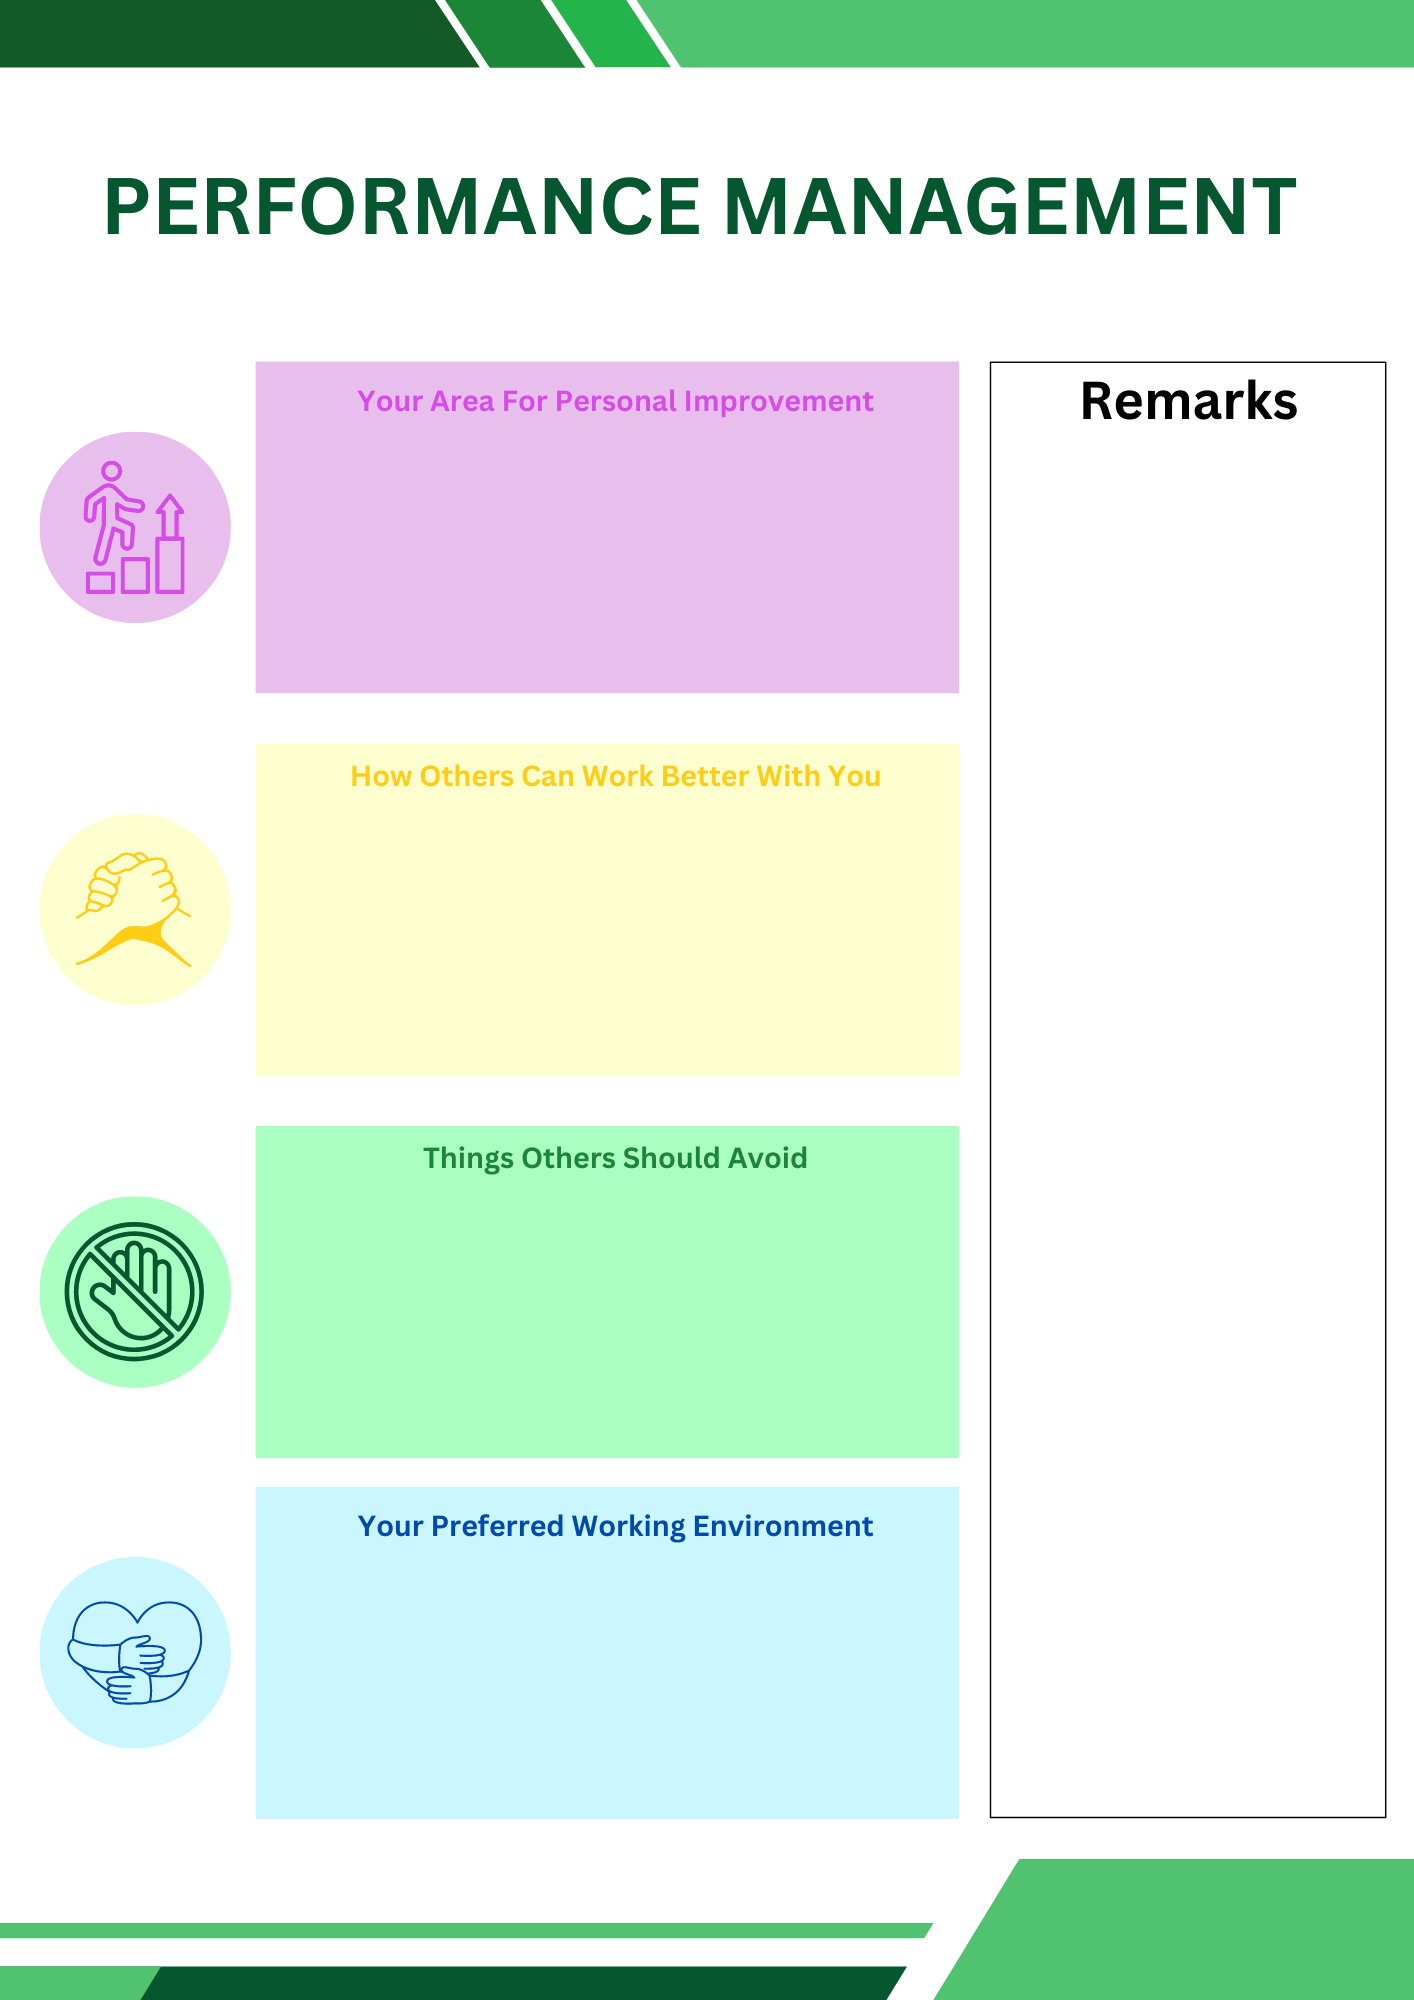 PERFORMANCE MANAGEMENT
Your Area For Personal Improvement
Remarks
How Others Can Work Better With You
Things Others Should Avoid
Your Preferred Working Environment